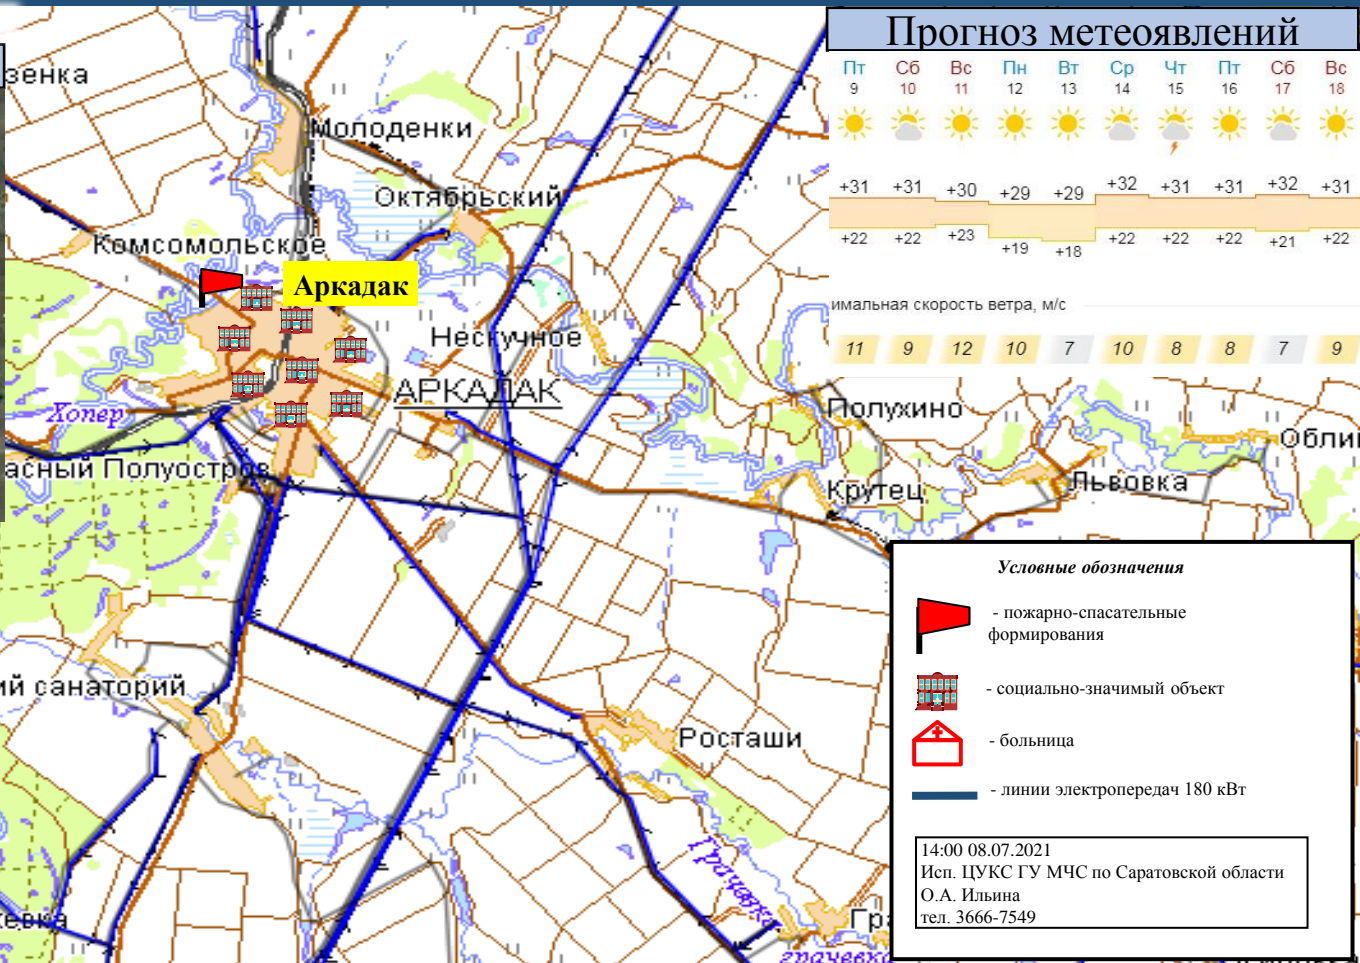 Прогноз метеоявлений
Пт Сб Вс Пн Вт Ср Чт Пт Сб Вс
9 10 11 12 13 14 15 16 17 18
+31 +31 +30 +29 +29 +32 +31 +31 +32 +31
+22 +22 +23 +19 +18 +22 +22 +22 +21 +22
имальная скорость ветра, м/с
11 9 12 10 7 10 8 8 7 9
зенка
Молоденки
Октябрьский
Комсомольское
Аркадак
Нескучное
АРКАДАК
Хопер
Полухино
Обли
асный Полуостров
Крутец
Львовка
ий санаторий
Росташи
Грачевка
Гра
евка
грачевка
Условные обозначения
- пожарно-спасательные
формирования
- социально-значимый объект
- больница
- линии электропередач 180 кВт
14:00 08.07.2021
Исп. ЦУКС ГУ МЧС по Саратовской области
О.А. Ильина
тел. 3666-7549